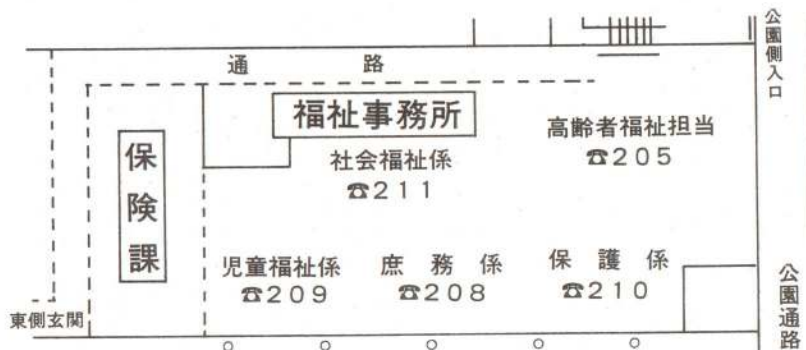 公園側入口
通路
福祉事務所
高齢者福祉担当
☎205
社会福祉係
☎211
保険課
児童福祉係
☎209
庶務係
☎208
保護係
☎210
東側玄関
公園通路